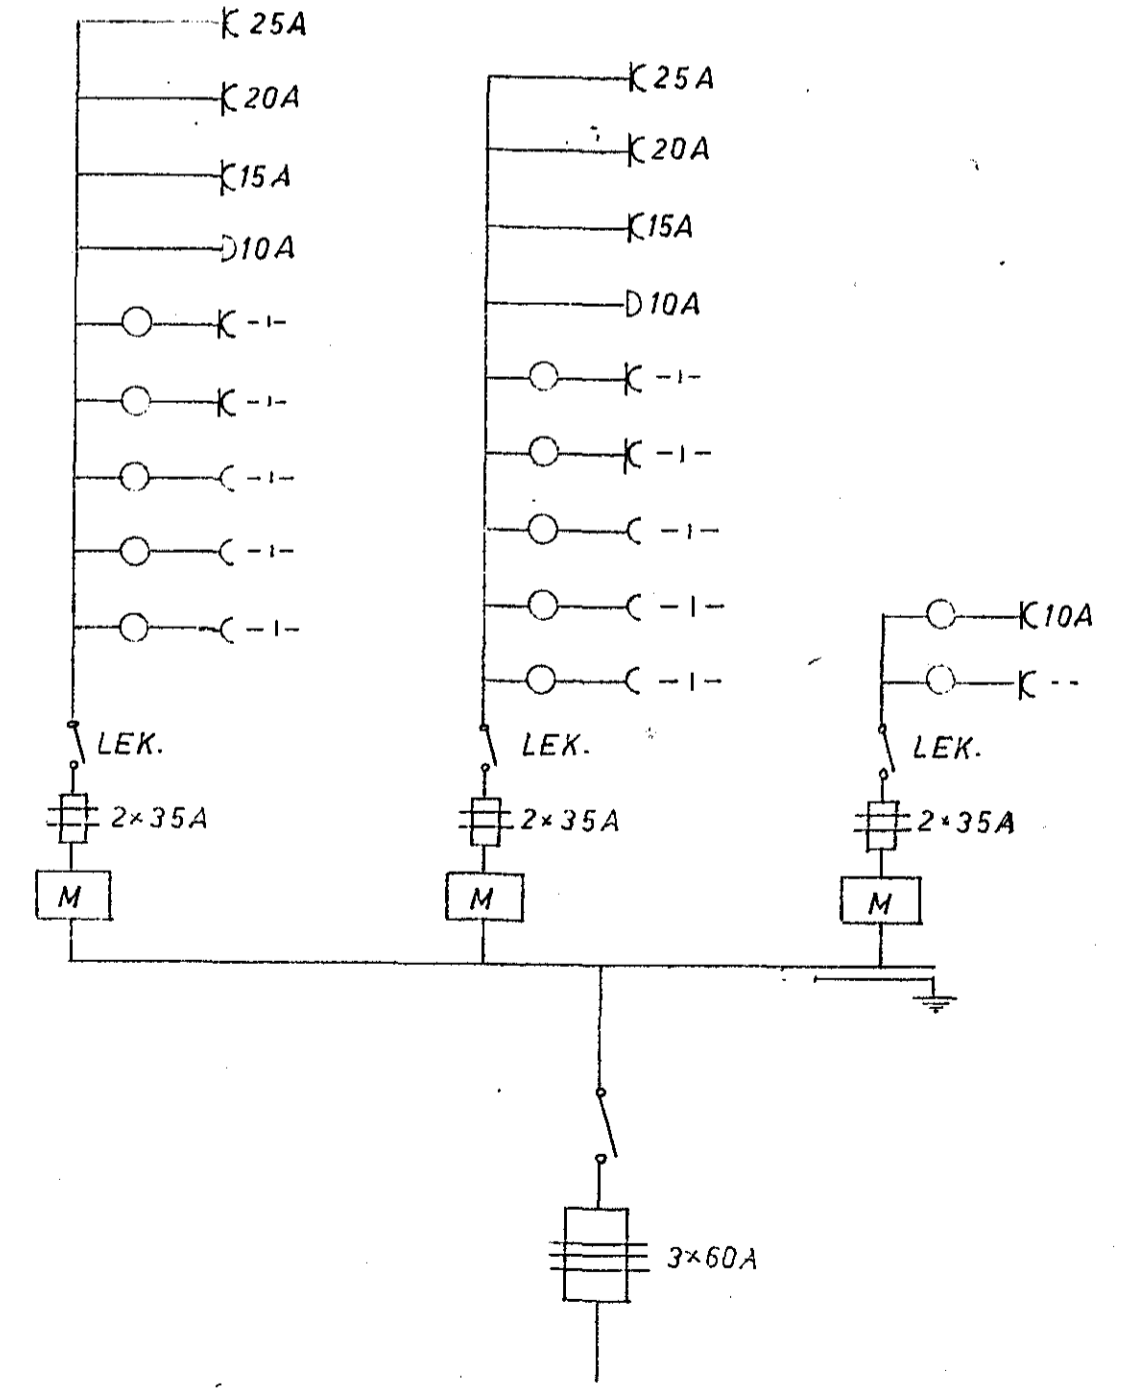 25A
20A
15A
10A
-ı-
-ı-
-ı-
-ı-
-ı-
LEK.
2×35A
M
25A
20A
15A
10A
-ı-
-ı-
-ı-
-ı-
-ı-
LEK.
2×35A
M
10A
--
LEK.
2×35A
M
3×60A